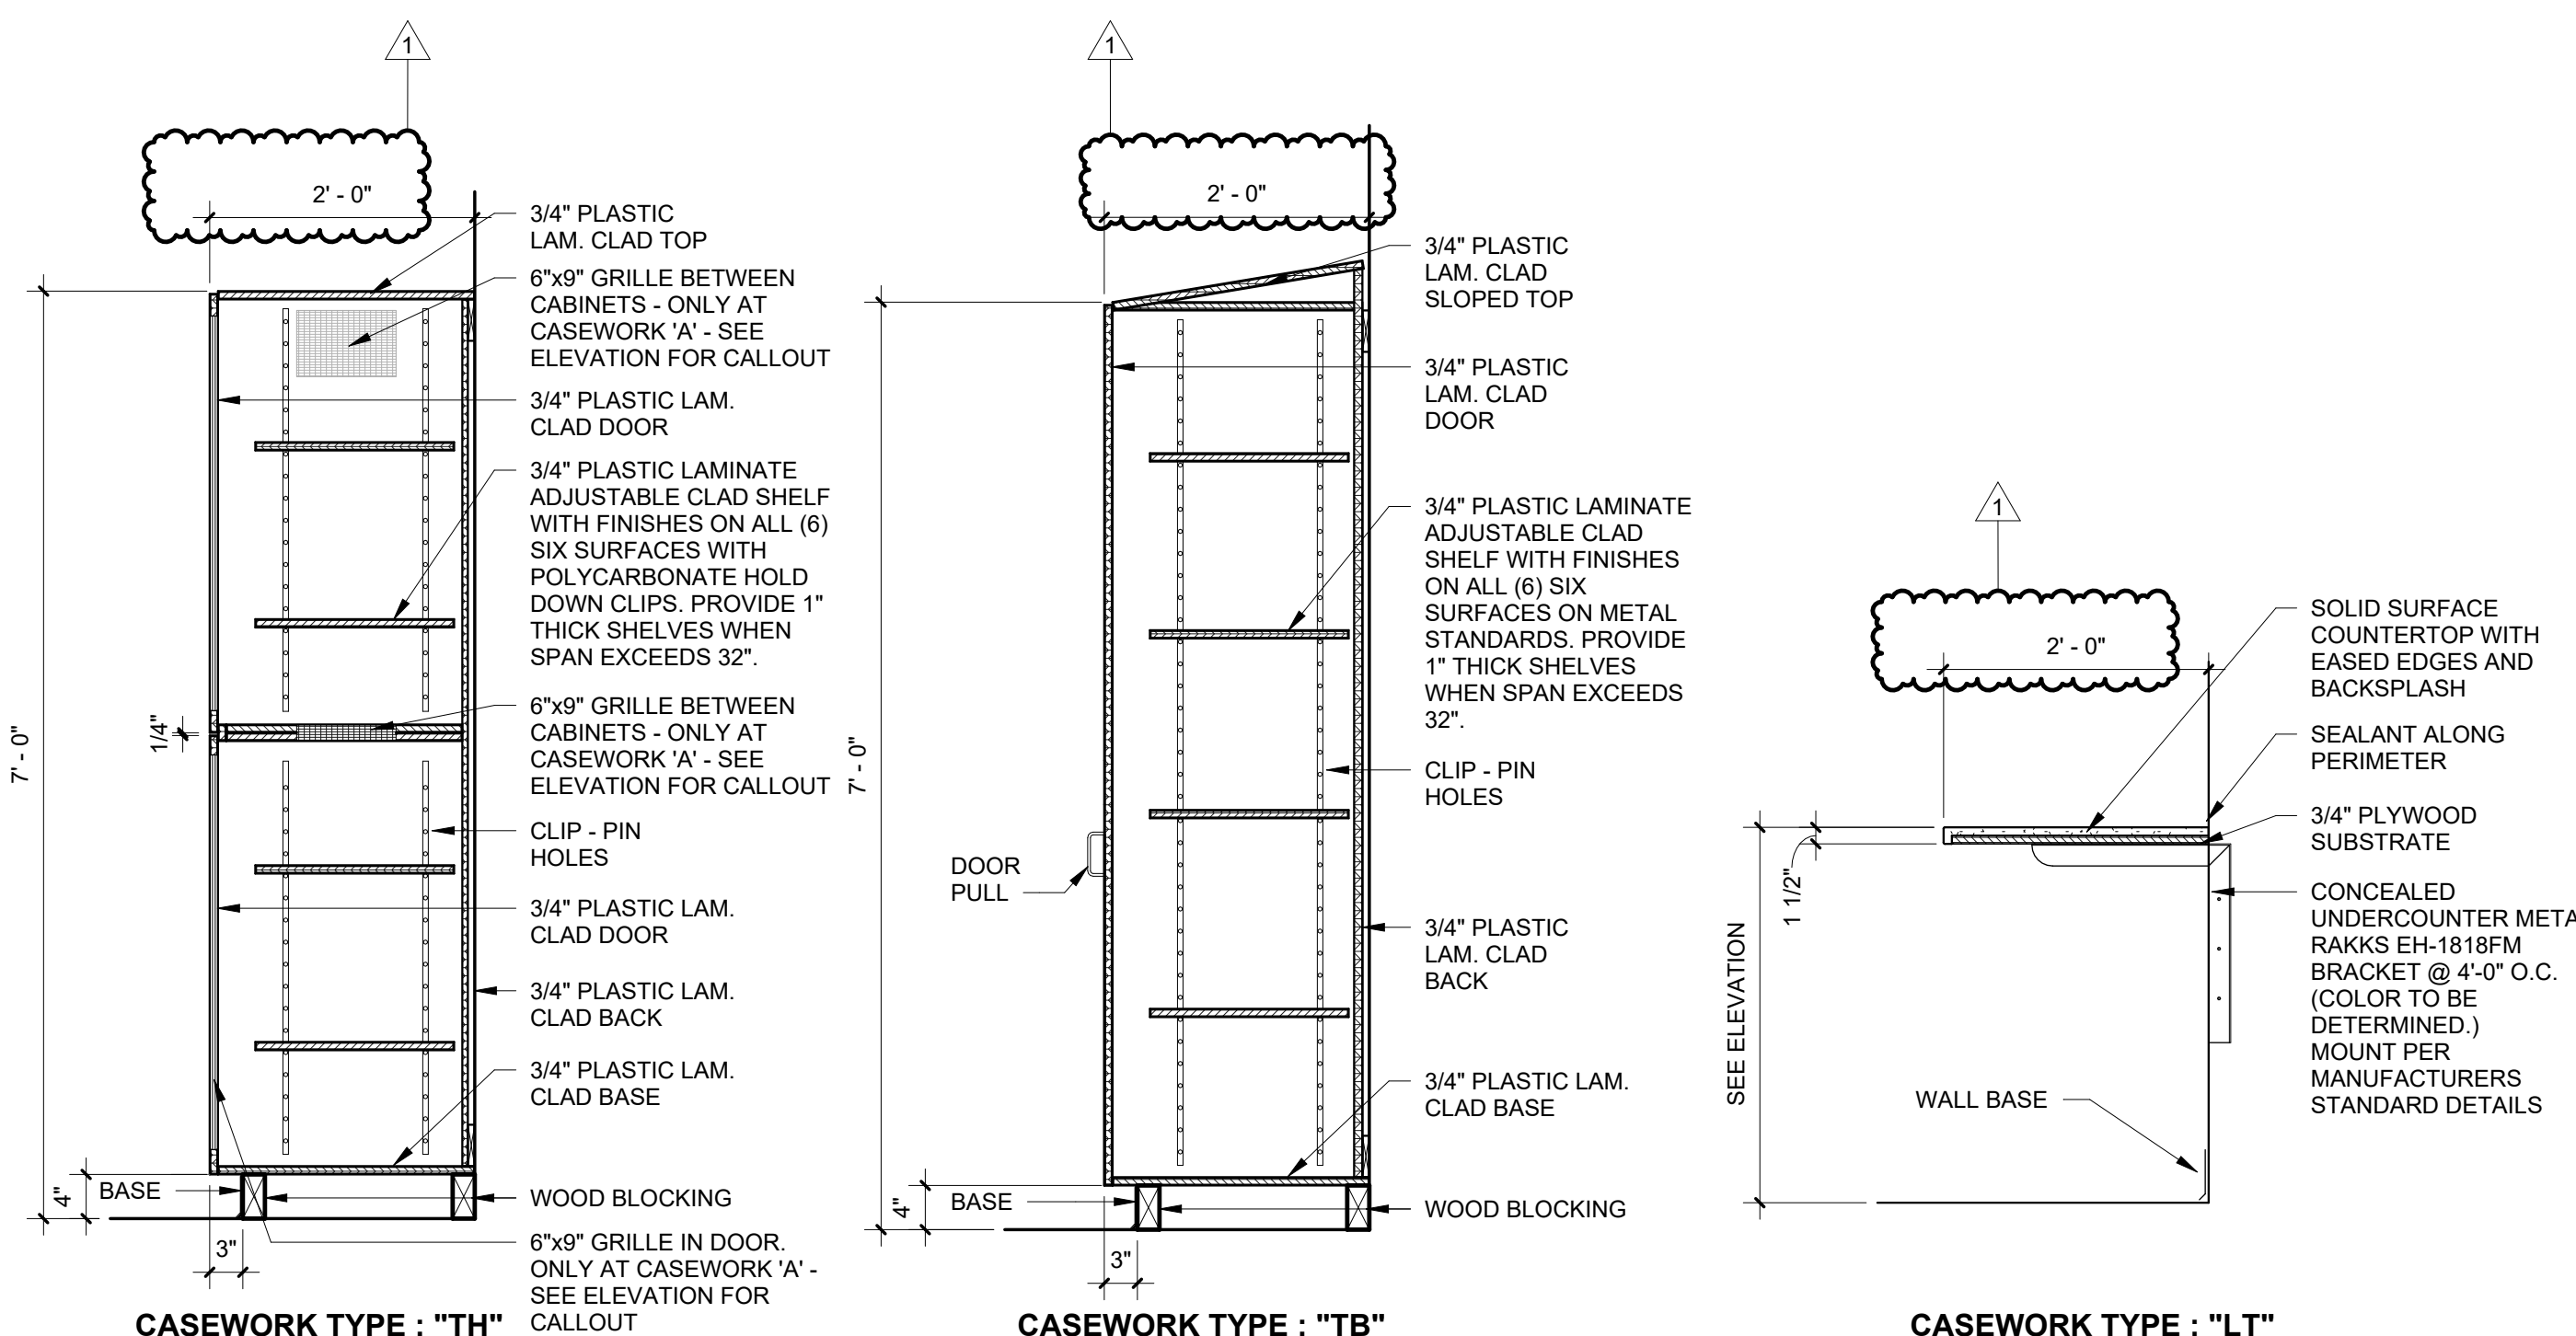 1
2' - 0"
3/4" PLASTIC
LAM. CLAD TOP
6"x9" GRILLE BETWEEN
CABINETS - ONLY AT
CASEWORK 'A' - SEE
ELEVATION FOR CALLOUT
3/4" PLASTIC LAM.
CLAD DOOR
3/4" PLASTIC LAMINATE
ADJUSTABLE CLAD SHELF
WITH FINISHES ON ALL (6)
SIX SURFACES WITH
POLYCARBONATE HOLD
DOWN CLIPS. PROVIDE 1"
THICK SHELVES WHEN
SPAN EXCEEDS 32".
6"x9" GRILLE BETWEEN
CABINETS - ONLY AT
CASEWORK 'A' - SEE
ELEVATION FOR CALLOUT
1/4"
7' - 0"
CLIP - PIN
HOLES
3/4" PLASTIC LAM.
CLAD DOOR
3/4" PLASTIC LAM.
CLAD BACK
3/4" PLASTIC LAM.
CLAD BASE
4"
BASE
WOOD BLOCKING
3"
6"x9" GRILLE IN DOOR.
ONLY AT CASEWORK 'A' -
SEE ELEVATION FOR
CALLOUT
CASEWORK TYPE : "TH"
1
2' - 0"
3/4" PLASTIC
LAM. CLAD
SLOPED TOP
3/4" PLASTIC
LAM. CLAD
DOOR
3/4" PLASTIC LAMINATE
ADJUSTABLE CLAD
SHELF WITH FINISHES
ON ALL (6) SIX
SURFACES ON METAL
STANDARDS. PROVIDE
1" THICK SHELVES
WHEN SPAN EXCEEDS
32".
7' - 0"
CLIP - PIN
HOLES
DOOR
PULL
3/4" PLASTIC
LAM. CLAD
BACK
3/4" PLASTIC LAM.
CLAD BASE
4"
BASE
WOOD BLOCKING
3"
CASEWORK TYPE : "TB"
1
2' - 0"
SOLID SURFACE
COUNTERTOP WITH
EASED EDGES AND
BACKSPLASH
SEALANT ALONG
PERIMETER
3/4" PLYWOOD
SUBSTRATE
1 1/2"
SEE ELEVATION
CONCEALED
UNDERCOUNTER META
RAKKS EH-1818FM
BRACKET @ 4'-0" O.C.
(COLOR TO BE
DETERMINED.)
MOUNT PER
MANUFACTURERS
STANDARD DETAILS
WALL BASE
CASEWORK TYPE : "LT"